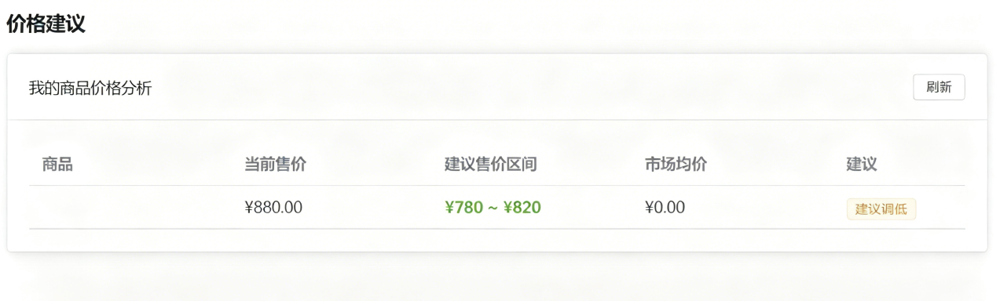 价格建议
我的商品价格分析 刷新
商品 当前售价 建议售价区间 市场均价 建议
¥880.00 ¥780 ~ ¥820 ¥0.00 建议调低